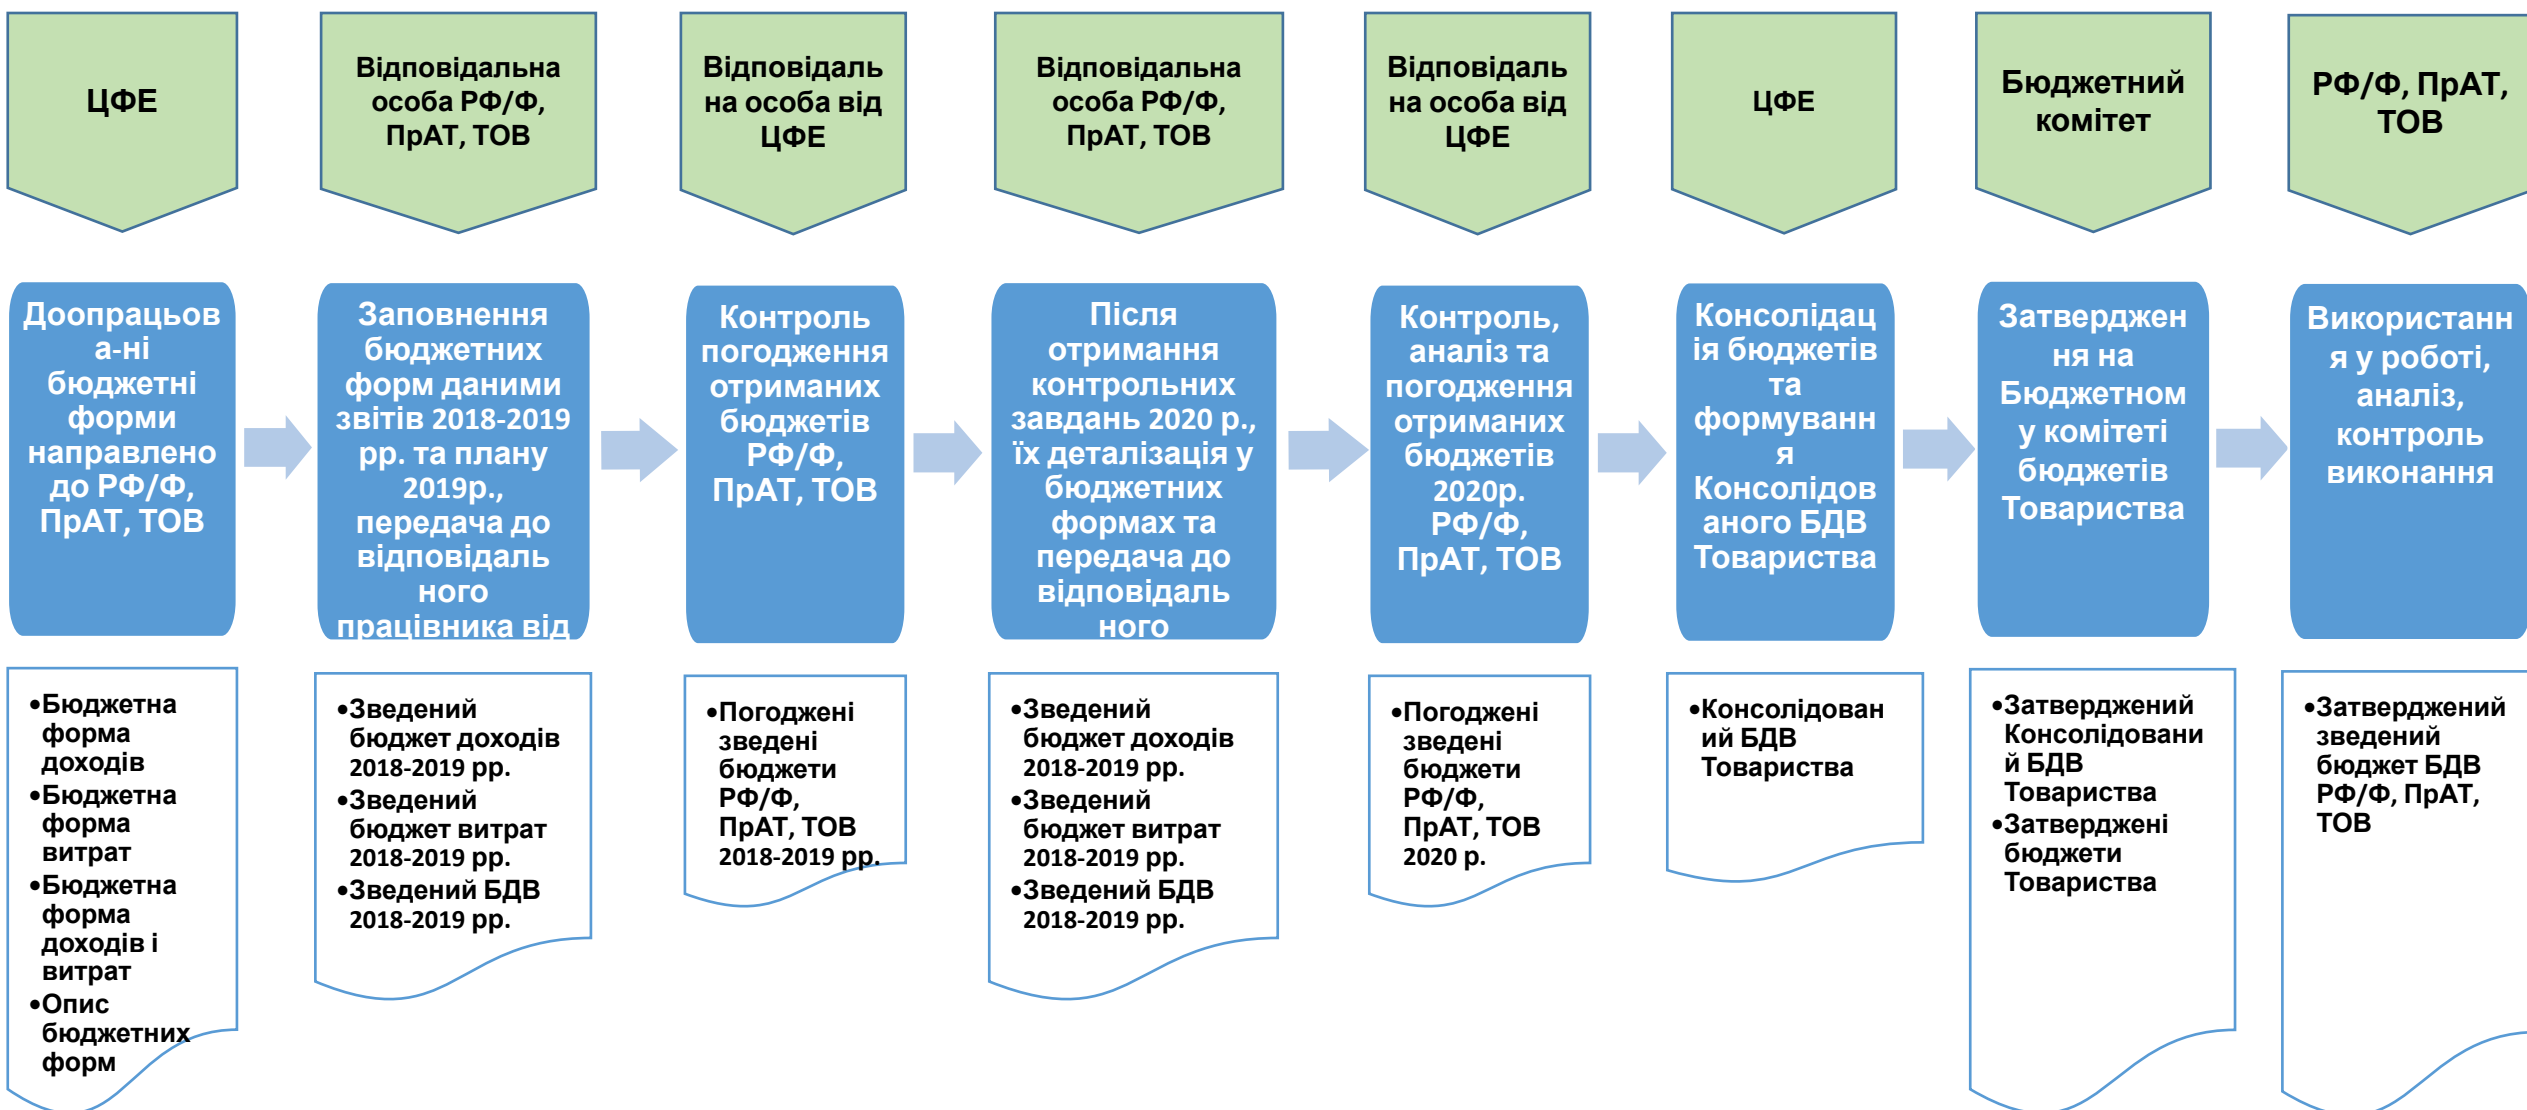 ЦФЕ
Відповідальна
особа РФ/Ф,
ПрАТ, ТОВ
Відповідаль
на особа від
ЦФЕ
Відповідальна
особа РФ/Ф,
ПрАТ, ТОВ
Відповідаль
на особа від
ЦФЕ
ЦФЕ
Бюджетний
комітет
РФ/Ф, ПрАТ,
ТОВ
Доопрацьов
а-ні
бюджетні
форми
направлено
до РФ/Ф,
ПрАТ, ТОВ
Заповнення
бюджетних
форм даними
звітів 2018-2019
рр. та плану
2019р.,
передача до
відповідаль
ного
працівника від
Контроль
погодження
отриманих
бюджетів
РФ/Ф,
ПрАТ, ТОВ
Після
отримання
контрольних
завдань 2020 р.,
їх деталізація у
бюджетних
формах та
передача до
відповідаль
ного
Контроль,
аналіз та
погодження
отриманих
бюджетів
2020р.
РФ/Ф,
ПрАТ, ТОВ
Консолідац
ія бюджетів
та
формуванн
я
Консолідов
аного БДВ
Товариства
Затверджен
ня на
Бюджетном
у комітеті
бюджетів
Товариства
Використанн
я у роботі,
аналіз,
контроль
виконання
•Бюджетна
форма
доходів
•Бюджетна
форма
витрат
•Бюджетна
форма
доходів і
витрат
•Опис
бюджетних
форм
•Зведений
бюджет доходів
2018-2019 рр.
•Зведений
бюджет витрат
2018-2019 рр.
•Зведений БДВ
2018-2019 рр.
•Погоджені
зведені
бюджети
РФ/Ф,
ПрАТ, ТОВ
2018-2019 рр.
•Зведений
бюджет доходів
2018-2019 рр.
•Зведений
бюджет витрат
2018-2019 рр.
•Зведений БДВ
2018-2019 рр.
•Погоджені
зведені
бюджети
РФ/Ф,
ПрАТ, ТОВ
2020 р.
•Консолідован
ий БДВ
Товариства
•Затверджений
Консолідовани
й БДВ
Товариства
•Затверджені
бюджети
Товариства
•Затверджений
зведений
бюджет БДВ
РФ/Ф, ПрАТ,
ТОВ